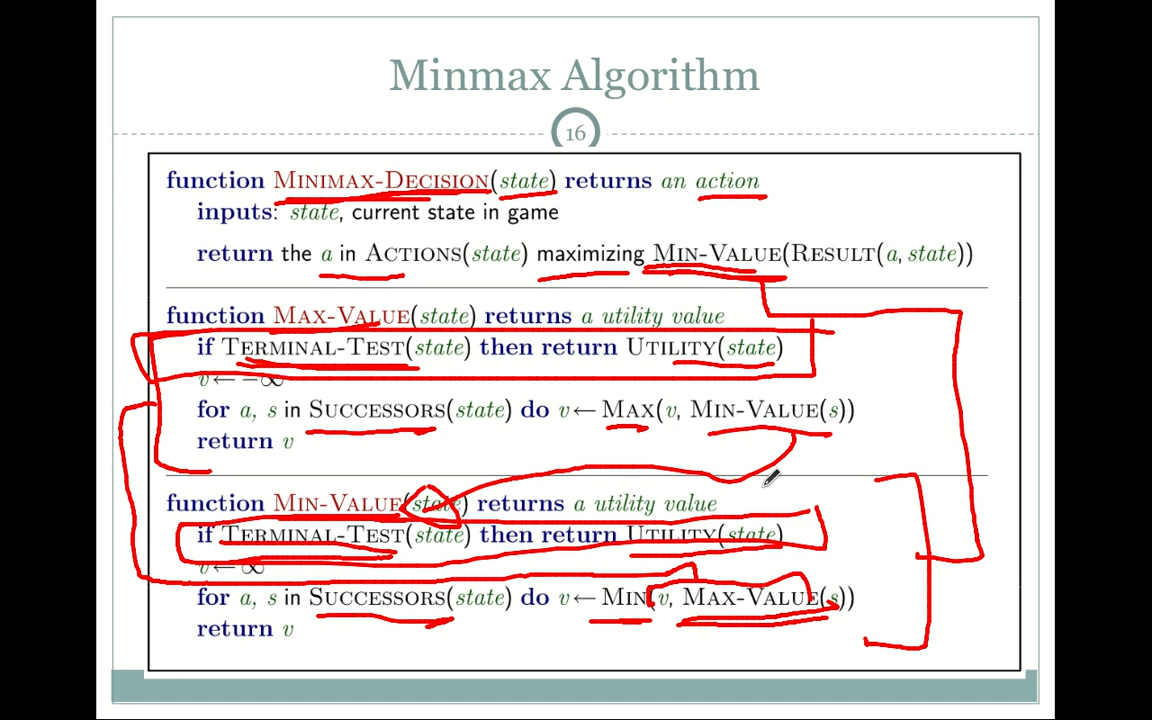 Minmax Algorithm
16
function MINIMAX-DECISION(state) returns an action
inputs: state, current state in game
return the a in ACTIONS(state) maximizing MIN-VALUE(RESULT(a, state))
function MAX-VALUE(state) returns a utility value
if TERMINAL-TEST(state) then return UTILITY(state)
v ← −∞
for a, s in SUCCESSORS(state) do v ← MAX(v, MIN-VALUE(s))
return v
function MIN-VALUE(state) returns a utility value
if TERMINAL-TEST(state) then return UTILITY(state)
v ← ∞
for a, s in SUCCESSORS(state) do v ← MIN(v, MAX-VALUE(s))
return v